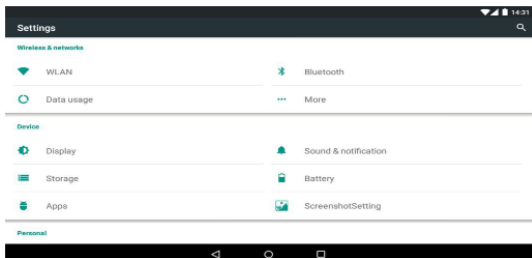 14:31
Settings
Wireless & networks
WLAN
Bluetooth
Data usage
More
Device
Display
Sound & notification
Storage
Battery
Apps
ScreenshotSetting
Personal